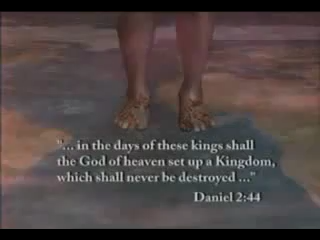 "... in the days of these kings shall
the God of heaven set up a Kingdom,
which shall never be destroyed ..."
Daniel 2:44